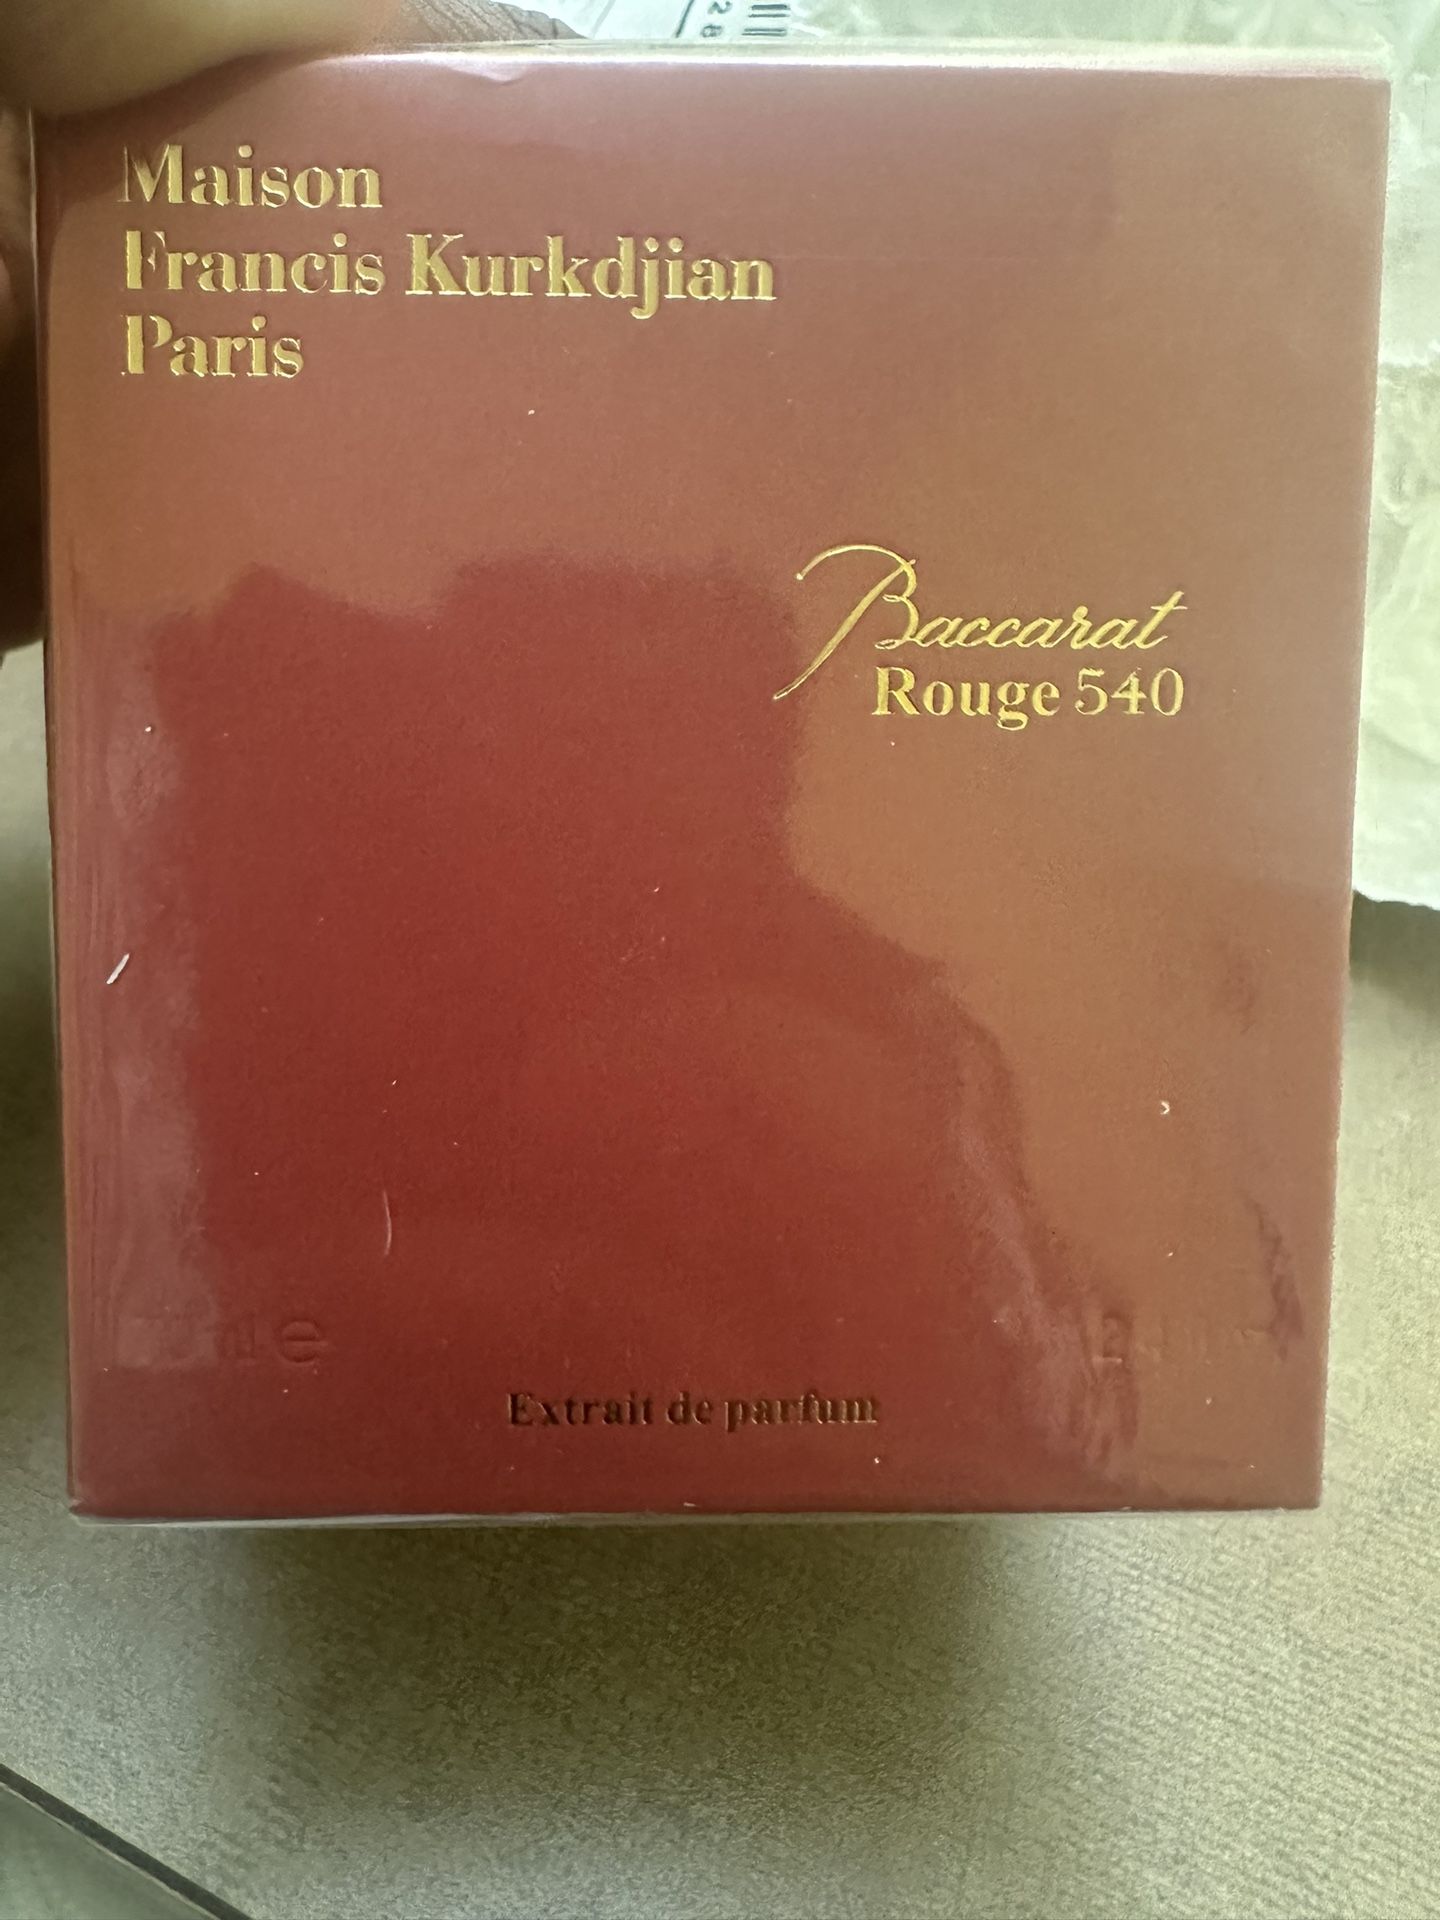 Maison
Francis Kurkdjian
Paris
Baccarat
Rouge 540
Extrait de parfum